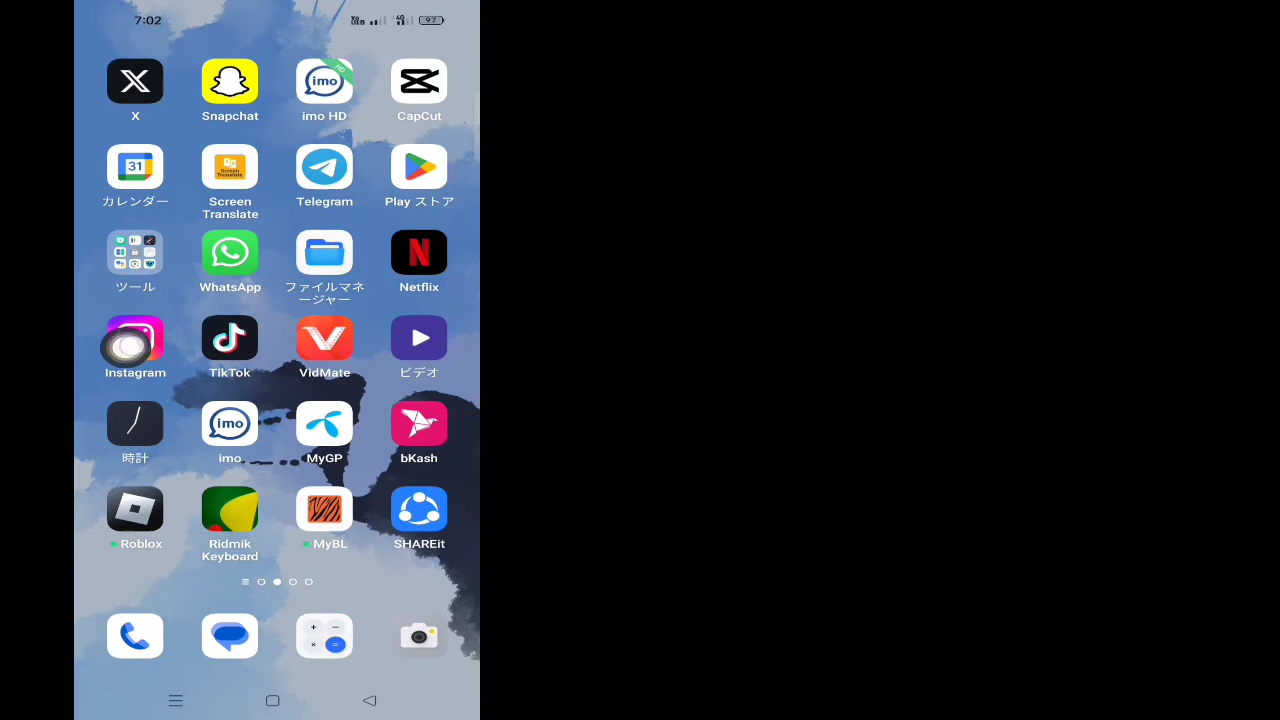 7:02
97
X
Snapchat
imo HD
CapCut
カレンダー
Screen
Translate
Telegram
Play ストア
ツール
WhatsApp
ファイルマネ
ージャー
Netflix
Instagram
TikTok
VidMate
ビデオ
時計
imo
MyGP
bKash
Roblox
Ridmik
Keyboard
MyBL
SHAREit